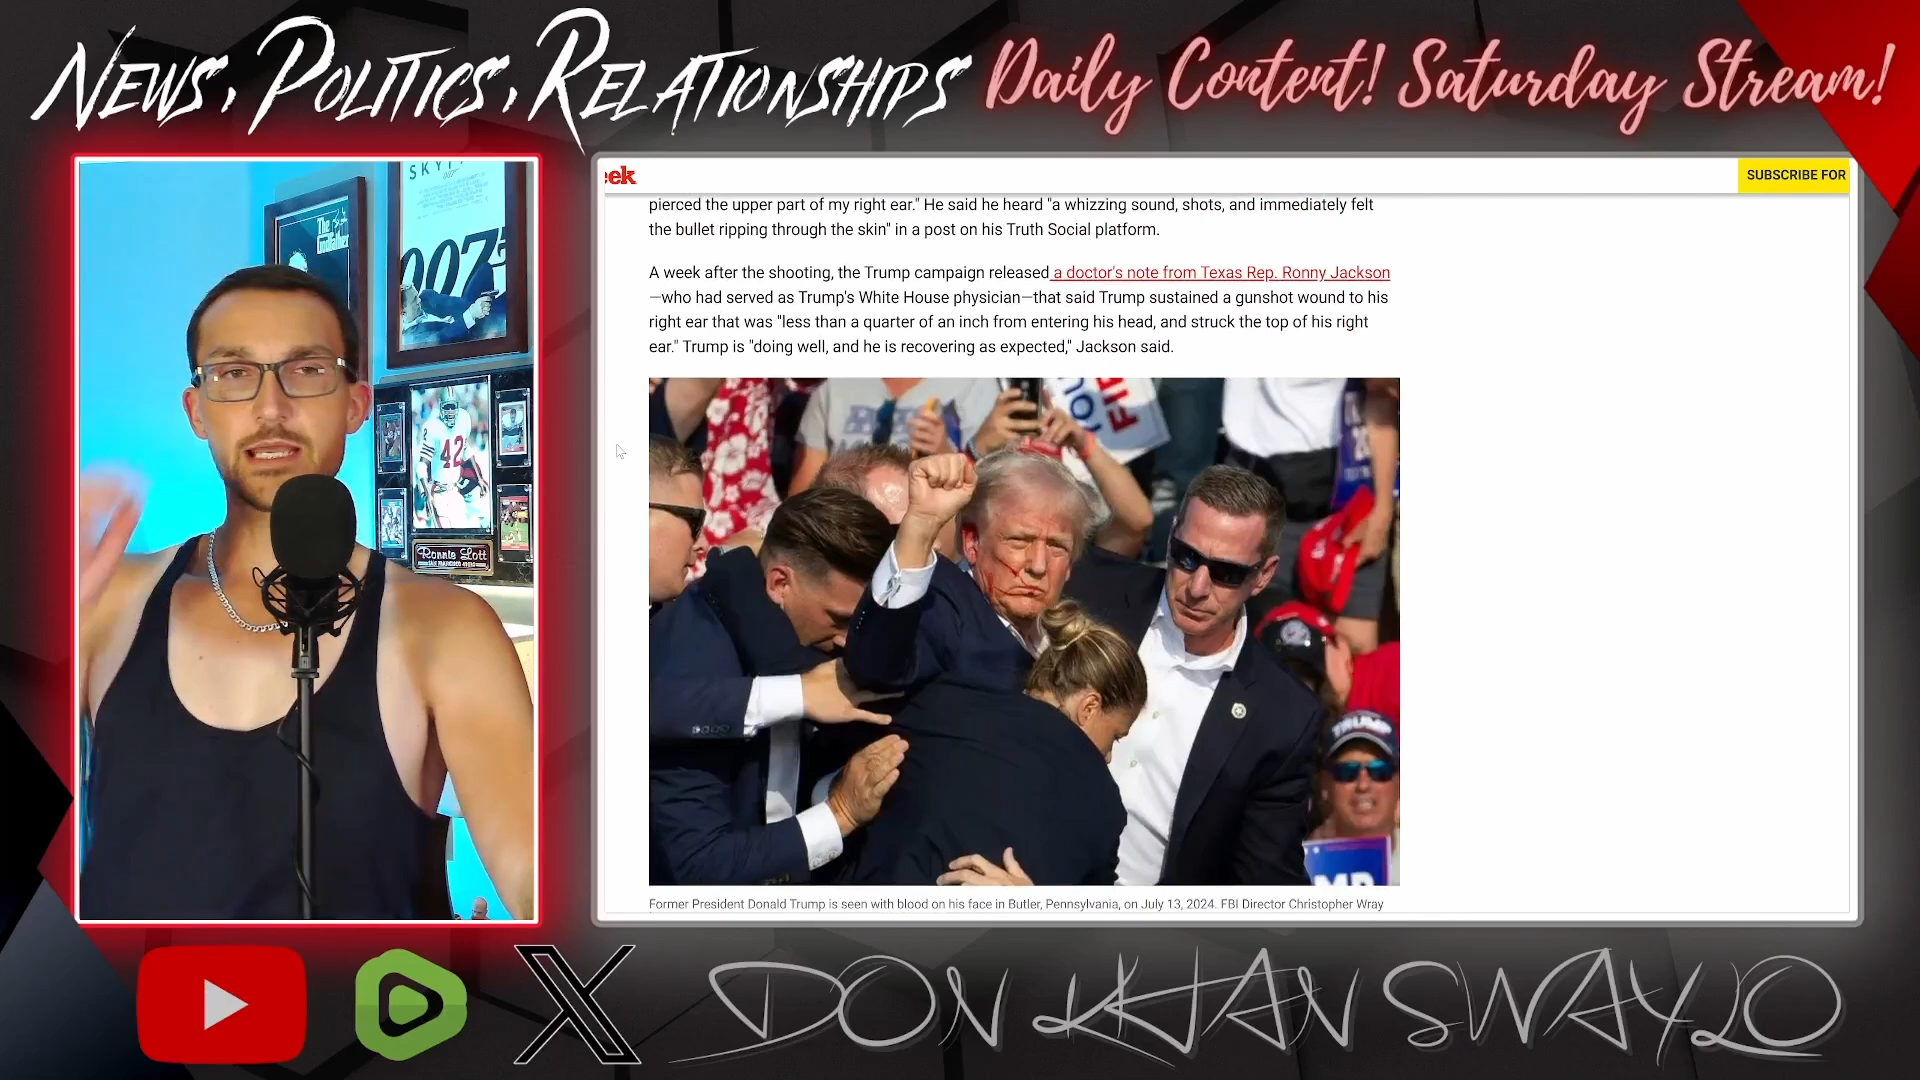 NEWS, POLITICS, RELATIONSHIPS
Daily Content! Saturday Stream!
eek
SUBSCRIBE FOR
pierced the upper part of my right ear." He said he heard "a whizzing sound, shots, and immediately felt
the bullet ripping through the skin" in a post on his Truth Social platform.
A week after the shooting, the Trump campaign released a doctor's note from Texas Rep. Ronny Jackson
—who had served as Trump's White House physician—that said Trump sustained a gunshot wound to his
right ear that was "less than a quarter of an inch from entering his head, and struck the top of his right
ear." Trump is "doing well, and he is recovering as expected," Jackson said.
Former President Donald Trump is seen with blood on his face in Butler, Pennsylvania, on July 13, 2024. FBI Director Christopher Wray
SKYF
007
The
Godfather
007
42
Ronnie Lott
SAN FRANCISCO 49ERS
TRUMP
DON KHAN SWAYLO